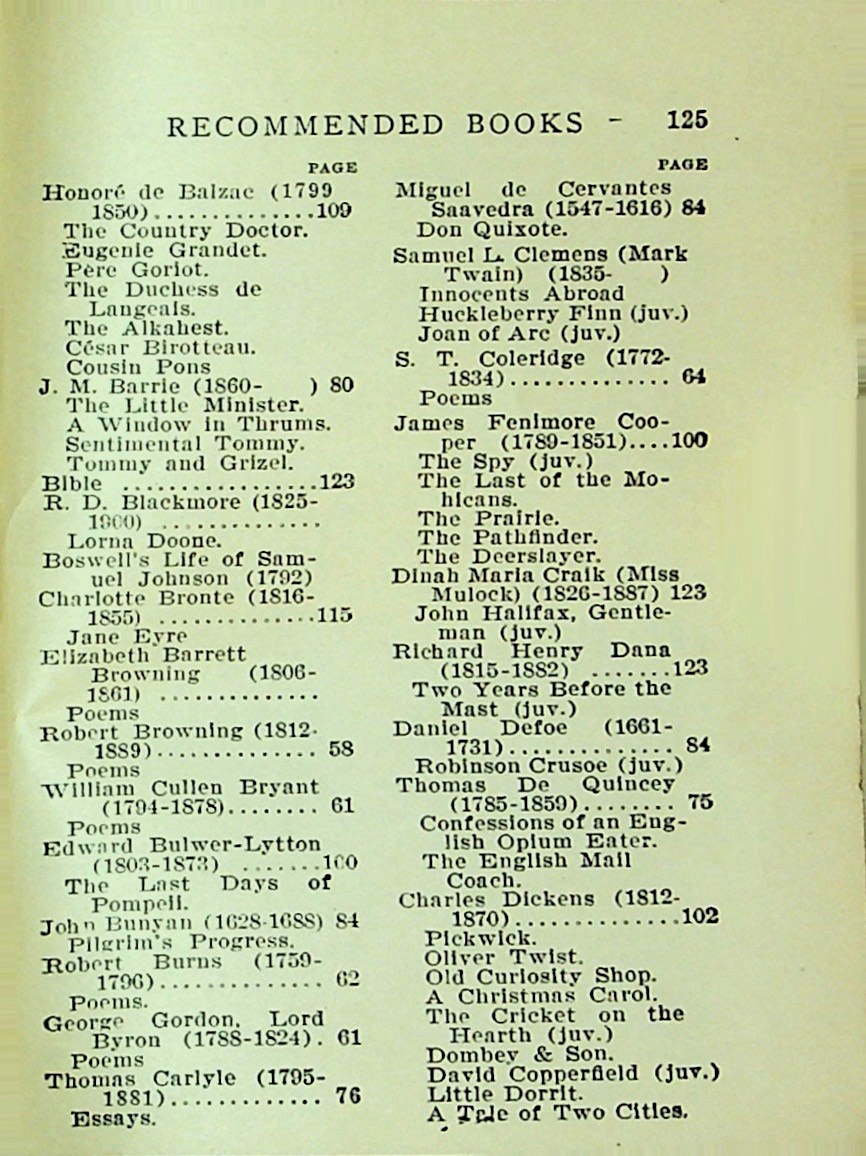 RECOMMENDED BOOKS - 125
PAGE
Honoré de Balzac (1799
1850)..............109
The Country Doctor.
Eugenie Grandet.
Père Goriot.
The Duchess de
Langeais.
The Alkahest.
César Birotteau.
Cousin Pons
J. M. Barrie (1860- ) 80
The Little Minister.
A Window in Thrums.
Sentimental Tommy.
Tommy and Grizel.
Bible ................123
R. D. Blackmore (1825-
1900) .............
Lorna Doone.
Boswell's Life of Sam-
uel Johnson (1792)
Charlotte Bronte (1816-
1855) ..............115
Jane Eyre
Elizabeth Barrett
Browning (1806-
1861) ..............
Poems
Robert Browning (1812-
1889).............. 58
Poems
William Cullen Bryant
(1794-1878)........ 61
Poems
Edward Bulwer-Lytton
(1803-1873) .......100
The Last Days of
Pompeii.
John Bunyan (1628-1688) 84
Pilgrim's Progress.
Robert Burns (1759-
1796).............. 62
Poems.
George Gordon, Lord
Byron (1788-1824). 61
Poems
Thomas Carlyle (1795-
1881)............. 76
Essays.
PAGE
Miguel de Cervantes
Saavedra (1547-1616) 84
Don Quixote.
Samuel L. Clemens (Mark
Twain) (1835- )
Innocents Abroad
Huckleberry Finn (juv.)
Joan of Arc (juv.)
S. T. Coleridge (1772-
1834).............. 64
Poems
James Fenimore Coo-
per (1789-1851)....100
The Spy (juv.)
The Last of the Mo-
hicans.
The Prairie.
The Pathfinder.
The Deerslayer.
Dinah Maria Craik (Miss
Mulock) (1826-1887) 123
John Halifax, Gentle-
man (juv.)
Richard Henry Dana
(1815-1882) .......123
Two Years Before the
Mast (juv.)
Daniel Defoe (1661-
1731).............. 84
Robinson Crusoe (juv.)
Thomas De Quincey
(1785-1859)........ 75
Confessions of an Eng-
lish Opium Eater.
The English Mail
Coach.
Charles Dickens (1812-
1870)..............102
Pickwick.
Oliver Twist.
Old Curiosity Shop.
A Christmas Carol.
The Cricket on the
Hearth (juv.)
Dombey & Son.
David Copperfield (juv.)
Little Dorrit.
A Tale of Two Cities.